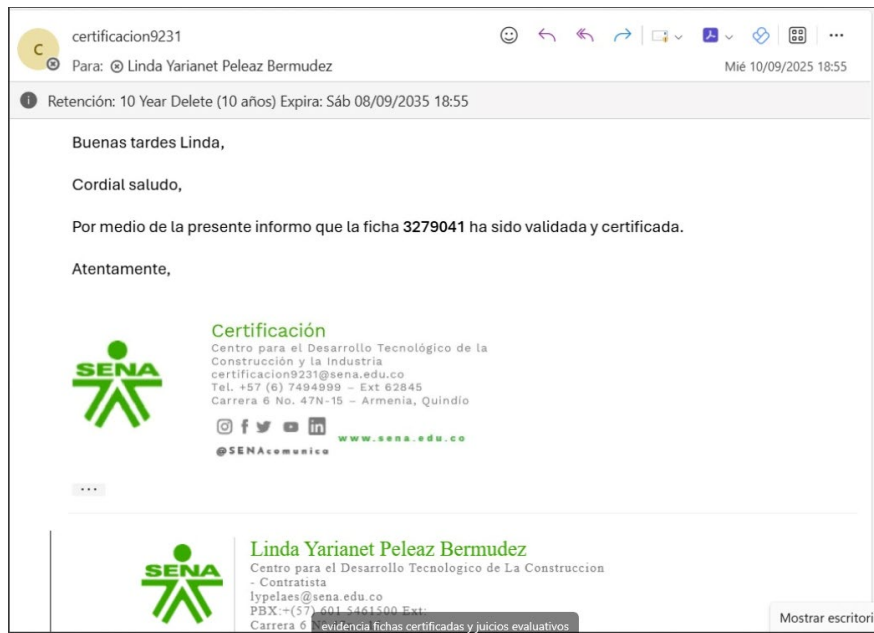 certificacion9231
C
Para: Linda Yarianet Peleaz Bermudez
Mié 10/09/2025 18:55
Retención: 10 Year Delete (10 años) Expira: Sáb 08/09/2035 18:55
Buenas tardes Linda,
Cordial saludo,
Por medio de la presente informo que la ficha 3279041 ha sido validada y certificada.
Atentamente,
SENA
Certificación
Centro para el Desarrollo Tecnológico de la
Construcción y la Industria
certificacion9231@sena.edu.co
Tel. +57 (6) 7494999 – Ext 62845
Carrera 6 No. 47N-15 – Armenia, Quindío
www.sena.edu.co
@SENAcomunica
SENA
Linda Yarianet Peleaz Bermudez
Centro para el Desarrollo Tecnologico de La Construccion
- Contratista
lypelaes@sena.edu.co
PBX:+(57) 601 5461500 Ext:
Carrera 6
evidencia fichas certificadas y juicios evaluativos
Mostrar escritori